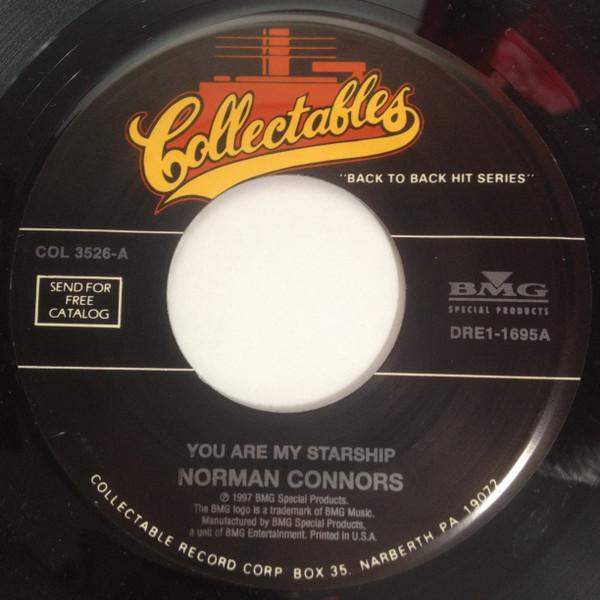 Collectables
"BACK TO BACK HIT SERIES"
COL 3526-A
SEND FOR
FREE
CATALOG
BMG
SPECIAL PRODUCTS
DRE1-1695A
YOU ARE MY STARSHIP
NORMAN CONNORS
℗ 1997 BMG Special Products.
The BMG logo is a trademark of BMG Music.
Manufactured by BMG Special Products,
a unit of BMG Entertainment. Printed in U.S.A.
COLLECTABLE RECORD CORP BOX 35, NARBERTH PA 19072